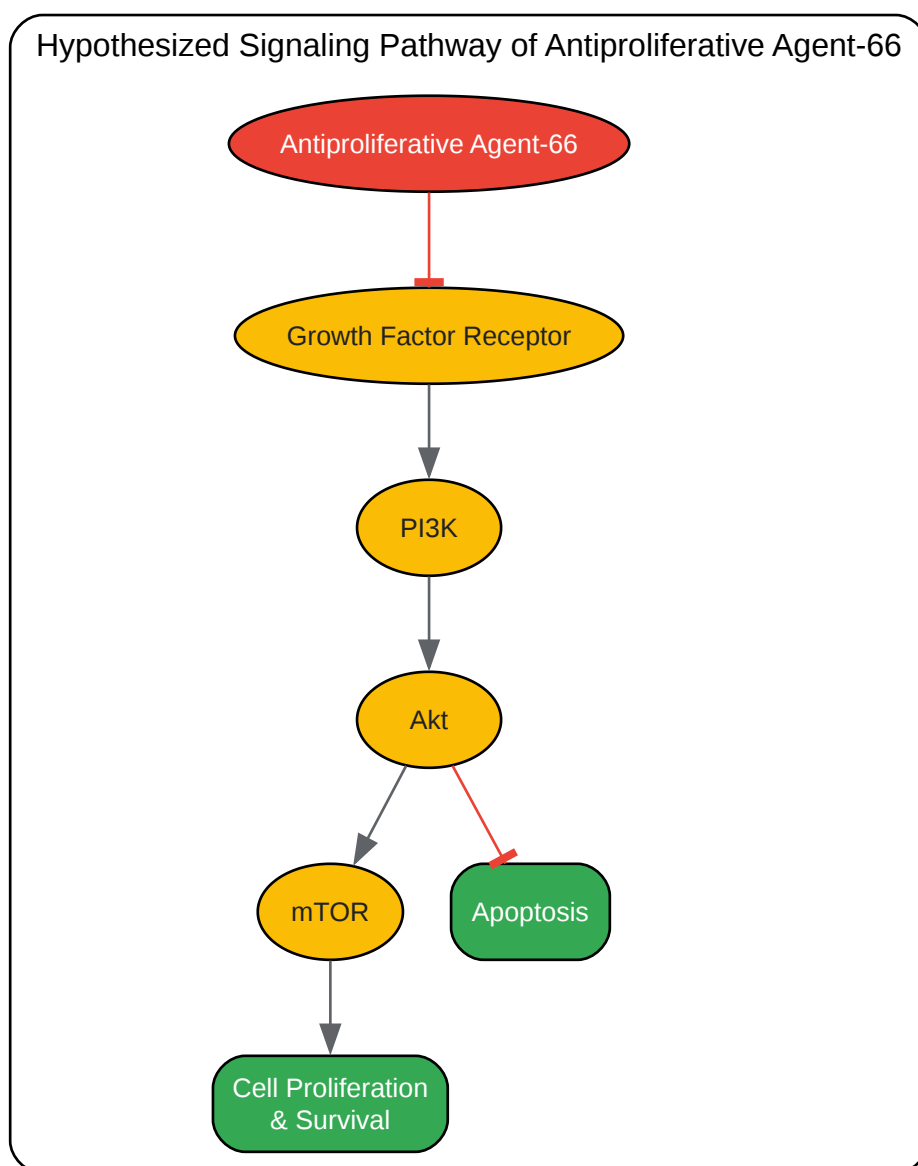 Hypothesized Signaling Pathway of Antiproliferative Agent-66
Antiproliferative Agent-66
Growth Factor Receptor
PI3K
Akt
mTOR
Apoptosis
Cell Proliferation
& Survival